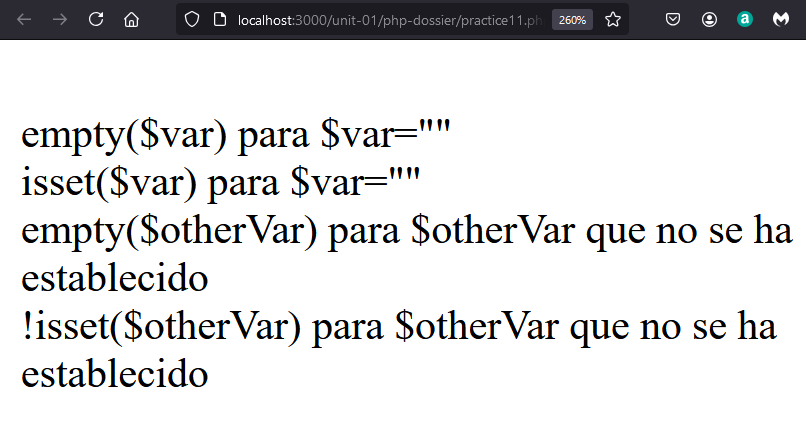 localhost:3000/unit-01/php-dossier/practice11.ph
260%
a
empty($var) para $var=""
isset($var) para $var=""
empty($otherVar) para $otherVar que no se ha
establecido
!isset($otherVar) para $otherVar que no se ha
establecido